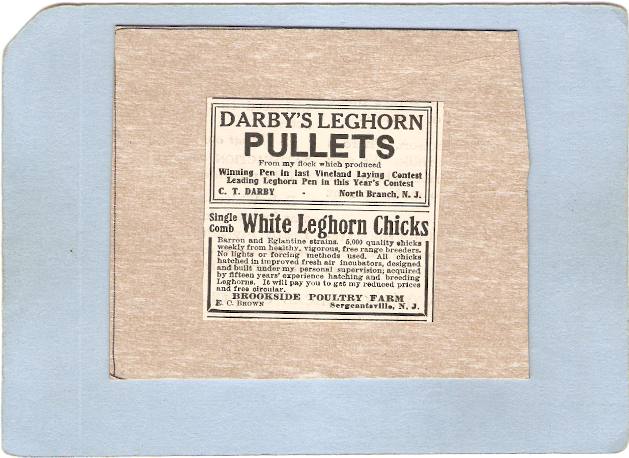 DARBY'S LEGHORN
PULLETS
From my flock which produced
Winning Pen in last Vineland Laying Contest
Leading Leghorn Pen in this Year's Contest
C. T. DARBY - North Branch, N. J.
Single Comb White Leghorn Chicks
Barron and Eglantine strains. 5,000 quality chicks
weekly from healthy, vigorous, free range breeders.
No lights or forcing methods used. All chicks
hatched in improved fresh air incubators, designed
and built under my personal supervision; acquired
by fifteen years' experience hatching and breeding
Leghorns. It will pay you to get my reduced prices
and free circular.
BROOKSIDE POULTRY FARM
E. C. BROWN Sergeantsville, N. J.